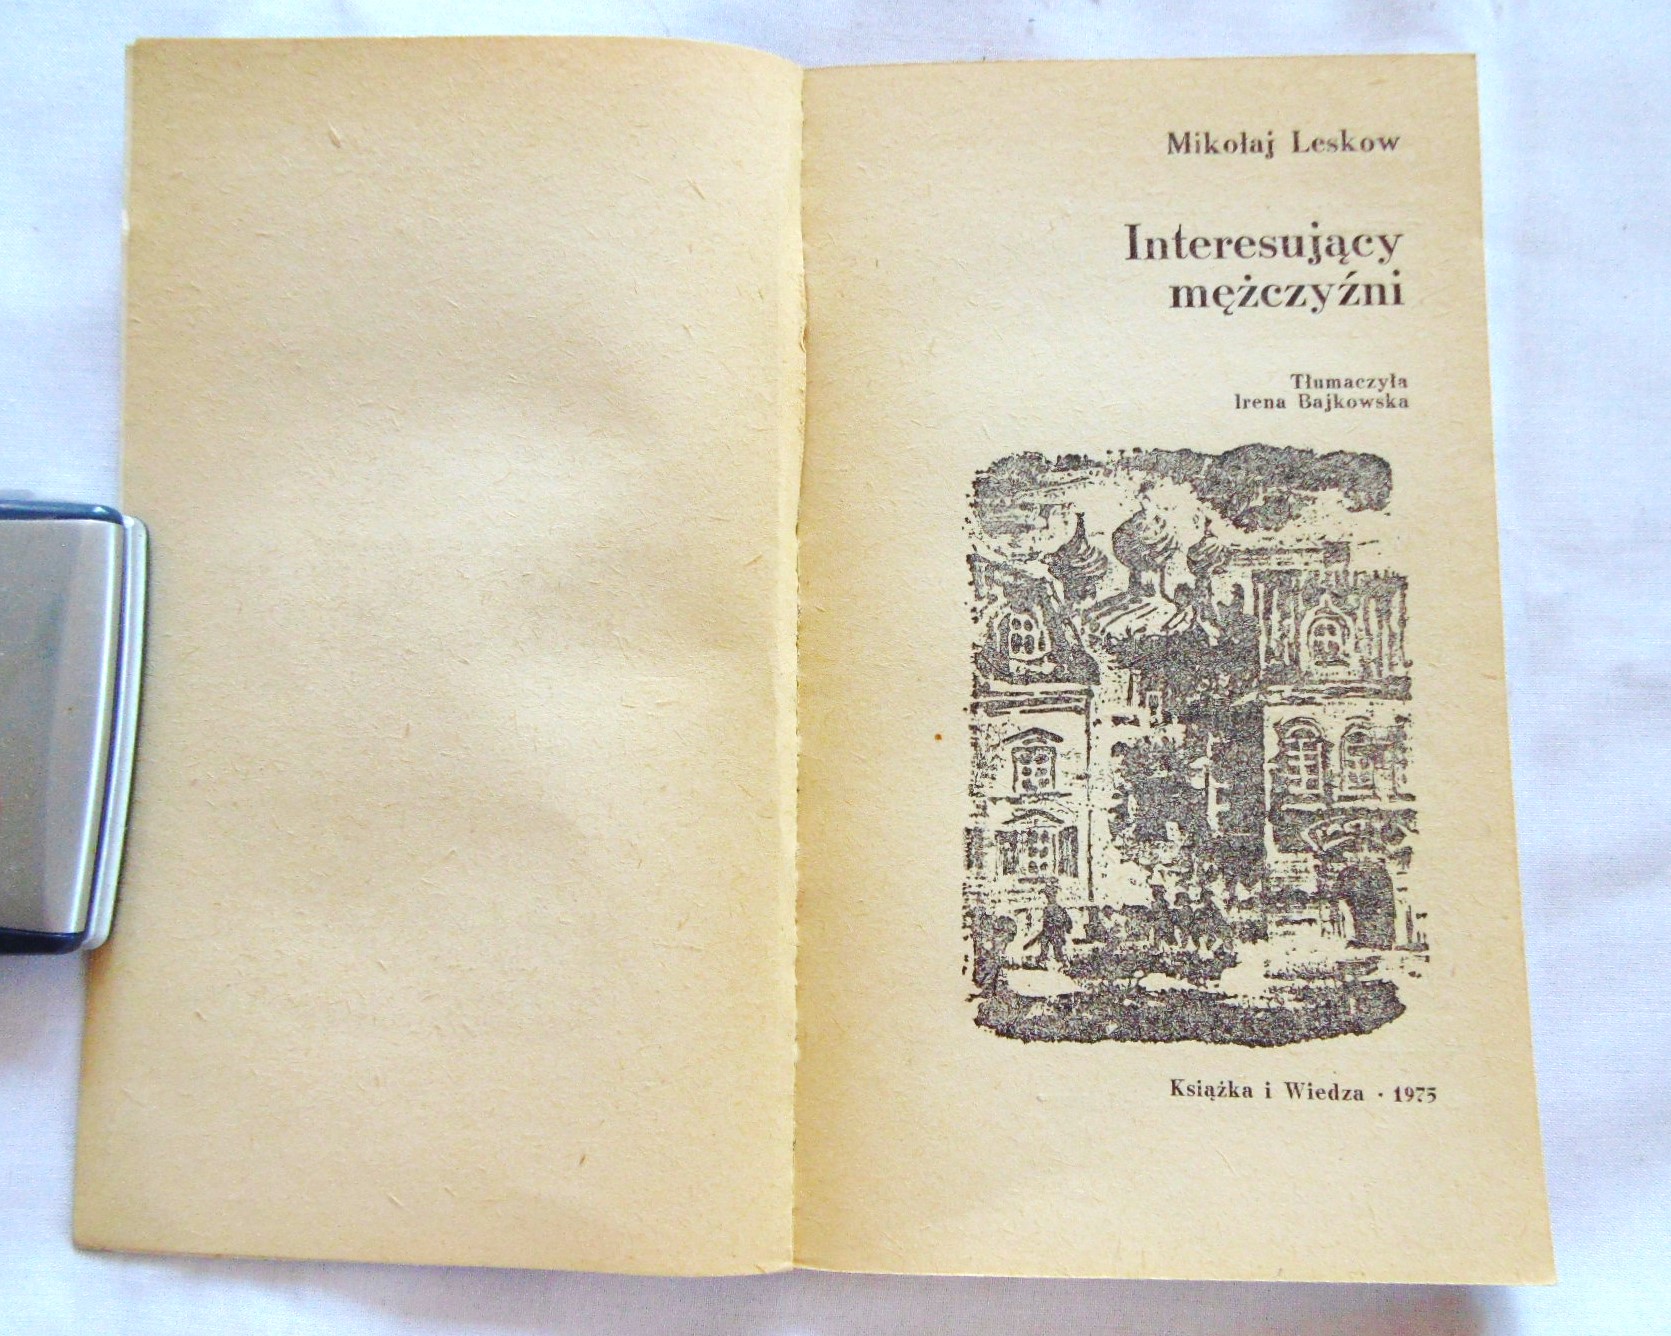 Mikołaj Leskow
Interesujący
mężczyźni
Tłumaczyła
Irena Bajkowska
Książka i Wiedza · 1975